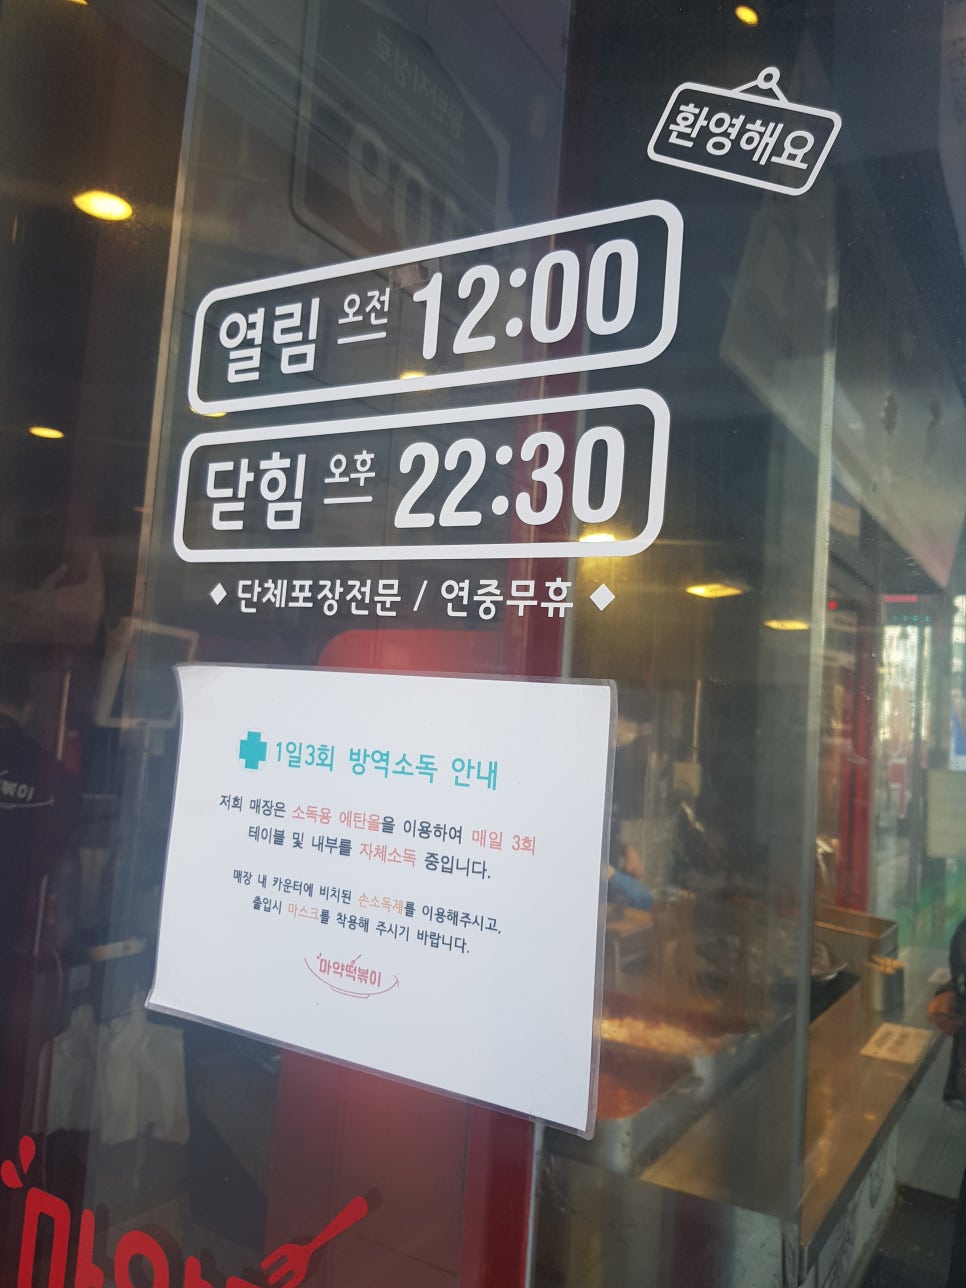 환영해요
열림 오전 12:00
닫힘 오후 22:30
단체포장전문 / 연중무휴
1일3회 방역소독 안내
저희 매장은 소독용 에탄올을 이용하여 매일 3회
테이블 및 내부를 자체소독 중입니다.
매장 내 카운터에 비치된 손소독제를 이용해주시고,
출입시 마스크를 착용해 주시기 바랍니다.
마약떡볶이
마약